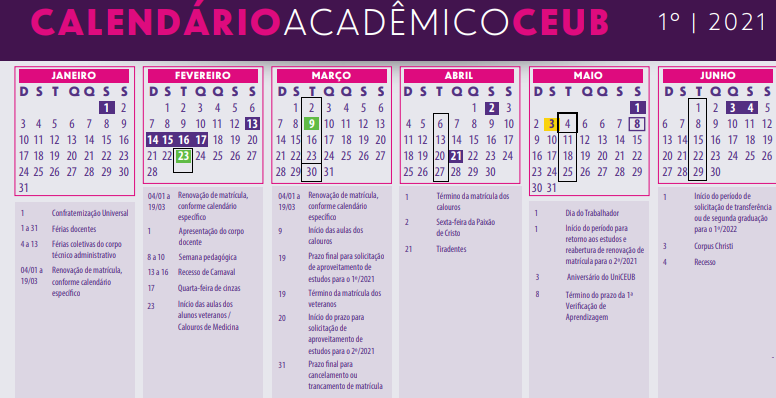 CALENDÁRIOACADÊMICOCEUB
1º | 2021
JANEIRO
D S T Q Q S S
1 2
3 4 5 6 7 8 9
10 11 12 13 14 15 16
17 18 19 20 21 22 23
24 25 26 27 28 29 30
31
1 Confraternização Universal
1 a 31 Férias docentes
4 a 13 Férias coletivas do corpo
técnico administrativo
04/01 a Renovação de matrícula,
19/03 conforme calendário
específico
FEVEREIRO
D S T Q Q S S
1 2 3 4 5 6
7 8 9 10 11 12 13
14 15 16 17 18 19 20
21 22 23 24 25 26 27
28
04/01 a Renovação de matrícula,
19/03 conforme calendário
específico
1 Apresentação do corpo
docente
8 a 10 Semana pedagógica
13 a 16 Recesso de Carnaval
17 Quarta-feira de cinzas
23 Início das aulas dos
alunos veteranos /
Calouros de Medicina
MARÇO
D S T Q Q S S
1 2 3 4 5 6
7 8 9 10 11 12 13
14 15 16 17 18 19 20
21 22 23 24 25 26 27
28 29 30 31
04/01 a Renovação de matrícula,
19/03 conforme calendário
específico
9 Início das aulas dos
calouros
19 Prazo final para solicitação
de aproveitamento de
estudos para o 1º/2021
19 Término da matrícula dos
veteranos
20 Início do prazo para
solicitação de
aproveitamento de
estudos para o 2º/2021
31 Prazo final para
cancelamento ou
trancamento de matrícula
ABRIL
D S T Q Q S S
1 2 3
4 5 6 7 8 9 10
11 12 13 14 15 16 17
18 19 20 21 22 23 24
25 26 27 28 29 30
1 Término da matrícula dos
calouros
2 Sexta-feira da Paixão
de Cristo
21 Tiradentes
MAIO
D S T Q Q S S
1
2 3 4 5 6 7 8
9 10 11 12 13 14 15
16 17 18 19 20 21 22
23 24 25 26 27 28 29
30 31
1 Dia do Trabalhador
1 Início do período para
retorno aos estudos e
reabertura de renovação de
matrícula para o 2º/2021
3 Aniversário do UniCEUB
8 Término do prazo da 1ª
Verificação de
Aprendizagem
JUNHO
D S T Q Q S S
1 2 3 4 5
6 7 8 9 10 11 12
13 14 15 16 17 18 19
20 21 22 23 24 25 26
27 28 29 30
1 Início do período de
solicitação de transferência
ou de segunda graduação
para o 1º/2022
3 Corpus Christi
4 Recesso